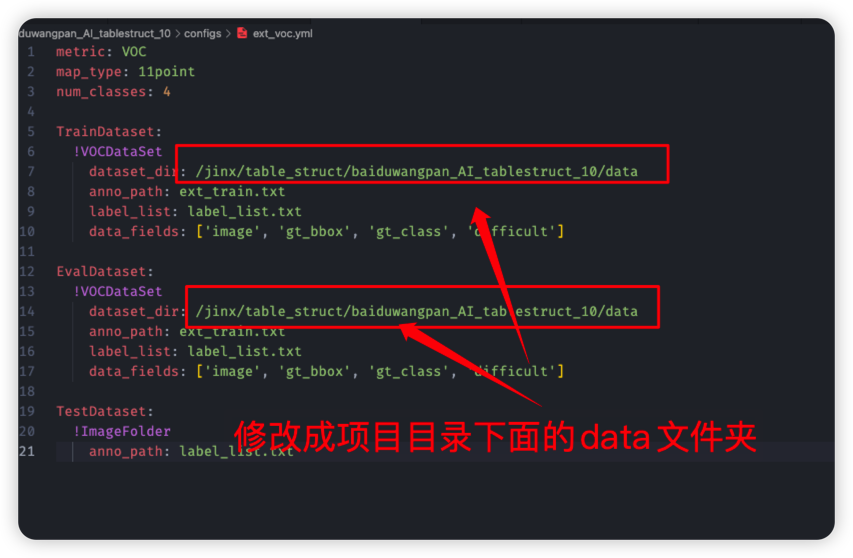 duwangpan_AI_tablestruct_10 > configs > ext_voc.yml
1 metric: VOC
2 map_type: 11point
3 num_classes: 4
4
5 TrainDataset:
6 !VOCDataSet
7 dataset_dir: /jinx/table_struct/baiduwangpan_AI_tablestruct_10/data
8 anno_path: ext_train.txt
9 label_list: label_list.txt
10 data_fields: ['image', 'gt_bbox', 'gt_class', 'difficult']
11
12 EvalDataset:
13 !VOCDataSet
14 dataset_dir: /jinx/table_struct/baiduwangpan_AI_tablestruct_10/data
15 anno_path: ext_train.txt
16 label_list: label_list.txt
17 data_fields: ['image', 'gt_bbox', 'gt_class', 'difficult']
18
19 TestDataset:
20 !ImageFolder
修改成项目目录下面的data文件夹
21 anno_path: label_list.txt